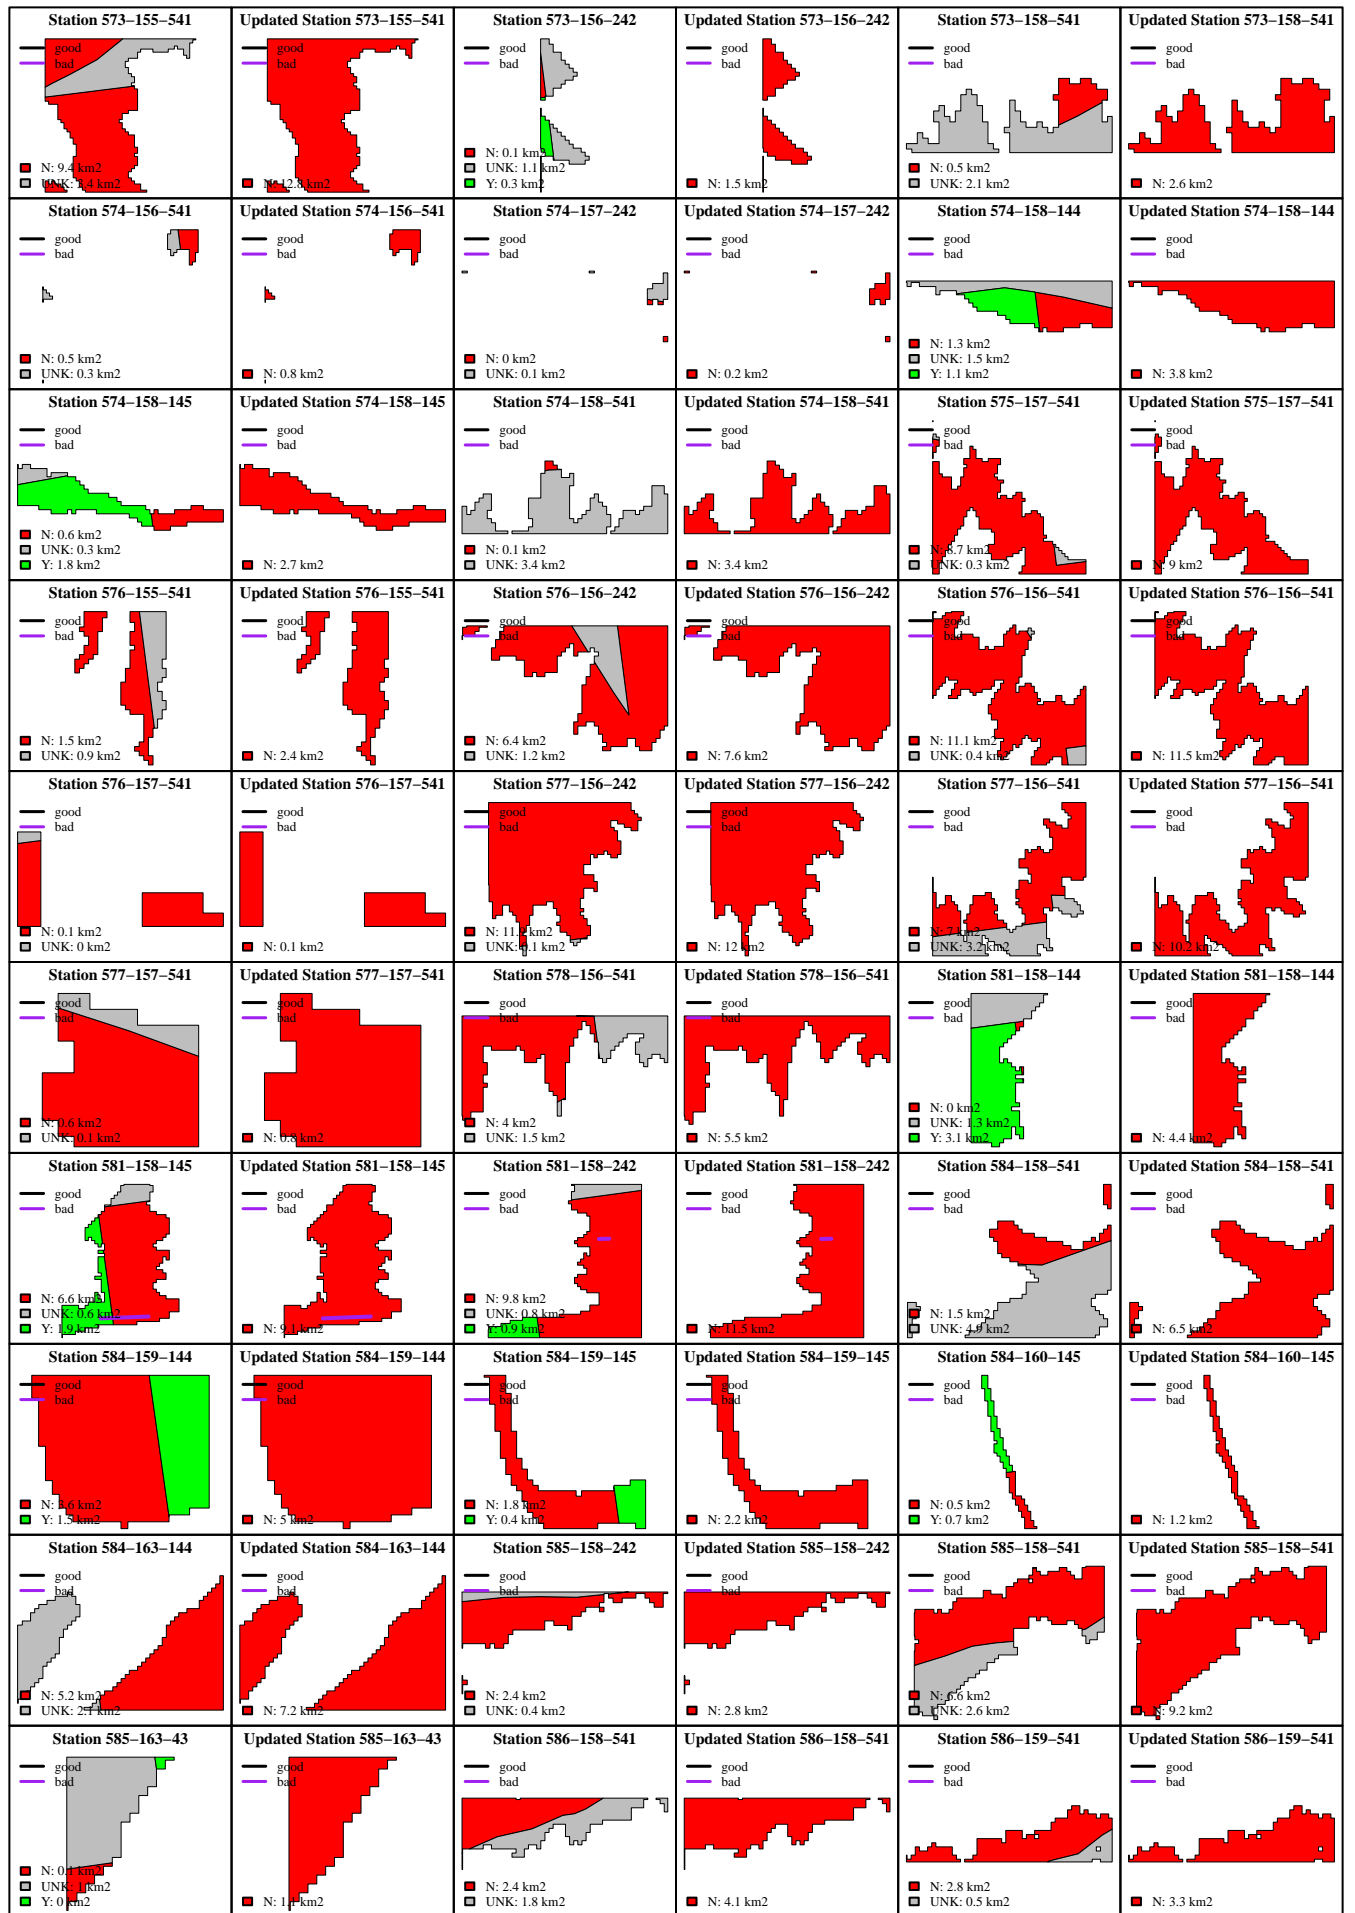 Station 573−155−541
good
bad
N: 9.4 km2
UNK: 3.4 km2
Updated Station 573−155−541
good
bad
N: 12.8 km2
Station 573−156−242
good
bad
N: 0.1 km2
UNK: 1.1 km2
Y: 0.3 km2
Updated Station 573−156−242
good
bad
N: 1.5 km2
Station 573−158−541
good
bad
N: 0.5 km2
UNK: 2.1 km2
Updated Station 573−158−541
good
bad
N: 2.6 km2
Station 574−156−541
good
bad
N: 0.5 km2
UNK: 0.3 km2
Updated Station 574−156−541
good
bad
N: 0.8 km2
Station 574−157−242
good
bad
N: 0 km2
UNK: 0.1 km2
Updated Station 574−157−242
good
bad
N: 0.2 km2
Station 574−158−144
good
bad
N: 1.3 km2
UNK: 1.5 km2
Y: 1.1 km2
Updated Station 574−158−144
good
bad
N: 3.8 km2
Station 574−158−145
good
bad
N: 0.6 km2
UNK: 0.3 km2
Y: 1.8 km2
Updated Station 574−158−145
good
bad
N: 2.7 km2
Station 574−158−541
good
bad
N: 0.1 km2
UNK: 3.4 km2
Updated Station 574−158−541
good
bad
N: 3.4 km2
Station 575−157−541
good
bad
N: 8.7 km2
UNK: 0.3 km2
Updated Station 575−157−541
good
bad
N: 9 km2
Station 576−155−541
good
bad
N: 1.5 km2
UNK: 0.9 km2
Updated Station 576−155−541
good
bad
N: 2.4 km2
Station 576−156−242
good
bad
N: 6.4 km2
UNK: 1.2 km2
Updated Station 576−156−242
good
bad
N: 7.6 km2
Station 576−156−541
good
bad
N: 11.1 km2
UNK: 0.4 km2
Updated Station 576−156−541
good
bad
N: 11.5 km2
Station 576−157−541
good
bad
N: 0.1 km2
UNK: 0 km2
Updated Station 576−157−541
good
bad
N: 0.1 km2
Station 577−156−242
good
bad
N: 11.9 km2
UNK: 0.1 km2
Updated Station 577−156−242
good
bad
N: 12 km2
Station 577−156−541
good
bad
N: 7 km2
UNK: 3.2 km2
Updated Station 577−156−541
good
bad
N: 10.2 km2
Station 577−157−541
good
bad
N: 0.6 km2
UNK: 0.1 km2
Updated Station 577−157−541
good
bad
N: 0.8 km2
Station 578−156−541
good
bad
N: 4 km2
UNK: 1.5 km2
Updated Station 578−156−541
good
bad
N: 5.5 km2
Station 581−158−144
good
bad
N: 0 km2
UNK: 1.3 km2
Y: 3.1 km2
Updated Station 581−158−144
good
bad
N: 4.4 km2
Station 581−158−145
good
bad
N: 6.6 km2
UNK: 0.6 km2
Y: 1.9 km2
Updated Station 581−158−145
good
bad
N: 9.1 km2
Station 581−158−242
good
bad
N: 9.8 km2
UNK: 0.8 km2
Y: 0.9 km2
Updated Station 581−158−242
good
bad
N: 11.5 km2
Station 584−158−541
good
bad
N: 1.5 km2
UNK: 4.9 km2
Updated Station 584−158−541
good
bad
N: 6.5 km2
Station 584−159−144
good
bad
N: 3.6 km2
Y: 1.5 km2
Updated Station 584−159−144
good
bad
N: 5 km2
Station 584−159−145
good
bad
N: 1.8 km2
Y: 0.4 km2
Updated Station 584−159−145
good
bad
N: 2.2 km2
Station 584−160−145
good
bad
N: 0.5 km2
Y: 0.7 km2
Updated Station 584−160−145
good
bad
N: 1.2 km2
Station 584−163−144
good
bad
N: 5.2 km2
UNK: 2.1 km2
Updated Station 584−163−144
good
bad
N: 7.2 km2
Station 585−158−242
good
bad
N: 2.4 km2
UNK: 0.4 km2
Updated Station 585−158−242
good
bad
N: 2.8 km2
Station 585−158−541
good
bad
N: 6.6 km2
UNK: 2.6 km2
Updated Station 585−158−541
good
bad
N: 9.2 km2
Station 585−163−43
good
bad
N: 0.1 km2
UNK: 1 km2
Y: 0 km2
Updated Station 585−163−43
good
bad
N: 1.1 km2
Station 586−158−541
good
bad
N: 2.4 km2
UNK: 1.8 km2
Updated Station 586−158−541
good
bad
N: 4.1 km2
Station 586−159−541
good
bad
N: 2.8 km2
UNK: 0.5 km2
Updated Station 586−159−541
good
bad
N: 3.3 km2